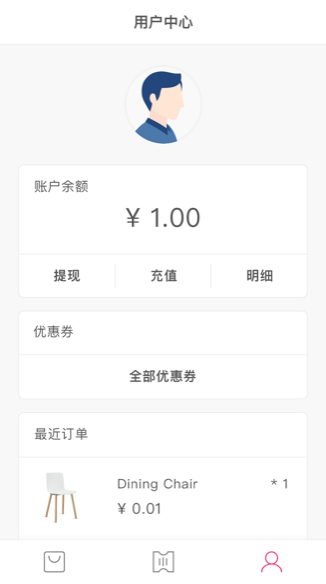 用户中心
账户余额
¥ 1.00
提现 充值 明细
优惠券
全部优惠券
最近订单
Dining Chair * 1
¥ 0.01